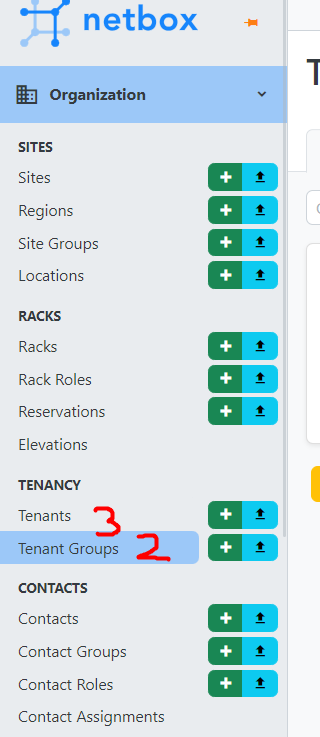 netbox
Organization
SITES
Sites
Regions
Site Groups
Locations
RACKS
Racks
Rack Roles
Reservations
Elevations
TENANCY
Tenants 3
Tenant Groups 2
CONTACTS
Contacts
Contact Groups
Contact Roles
Contact Assignments